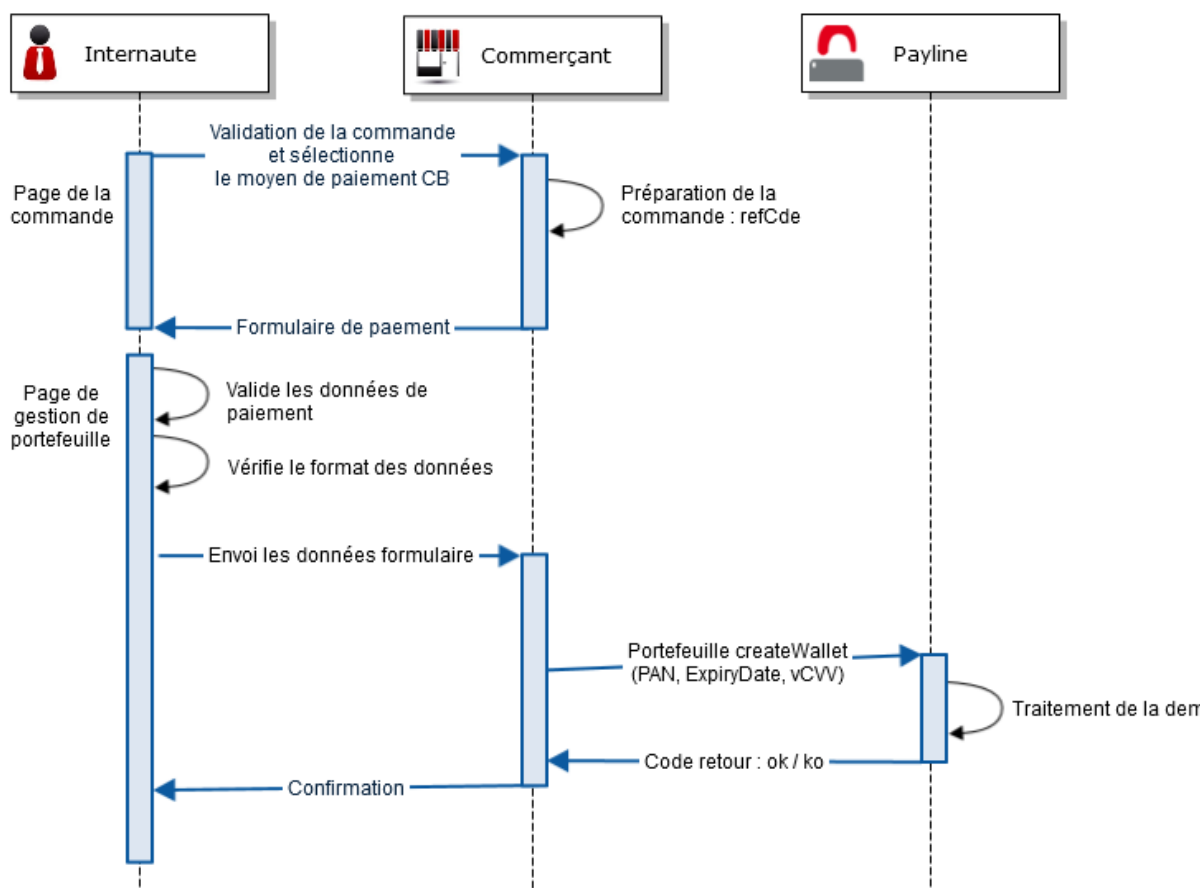 Internaute
Commerçant
Payline
Validation de la commande
et sélectionne
le moyen de paiement CB
Page de la
commande
Préparation de la
commande : refCde
Formulaire de paement
Page de
gestion de
portefeuille
Valide les données de
paiement
Vérifie le format des données
Envoi les données formulaire
Portefeuille createWallet
(PAN, ExpiryDate, vCVV)
Traitement de la dem
Code retour : ok / ko
Confirmation